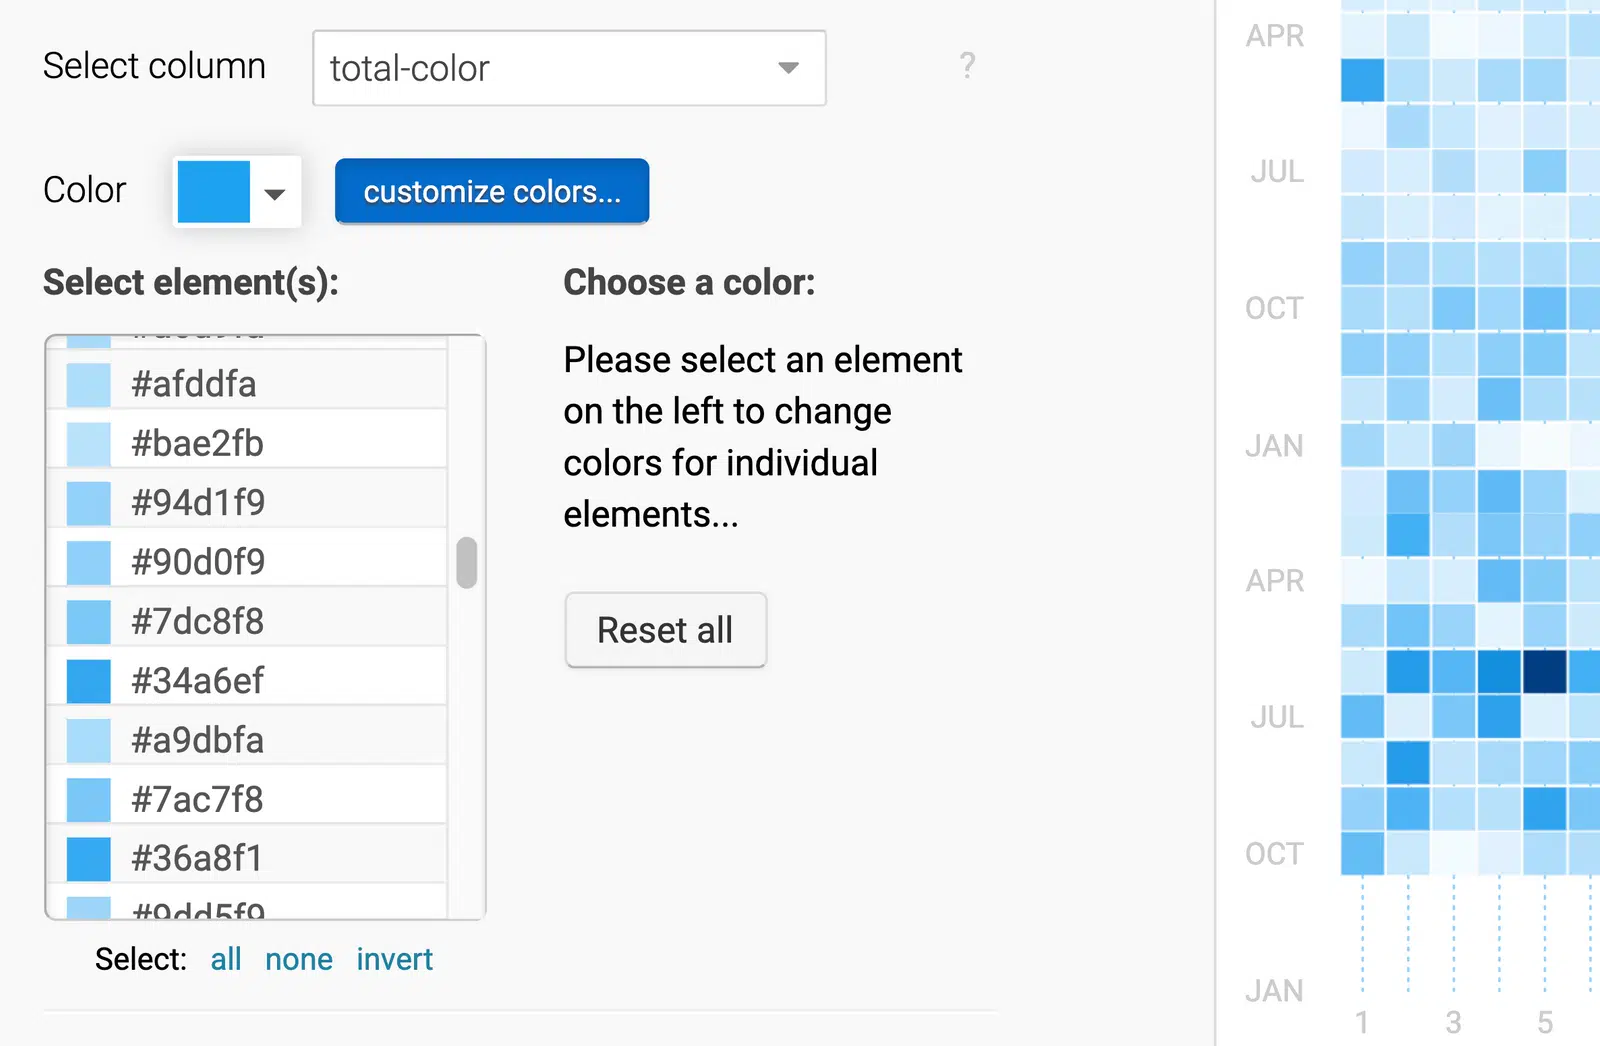 Select column
total-color
?
Color
customize colors...
Select element(s):
#afddfa
#bae2fb
#94d1f9
#90d0f9
#7dc8f8
#34a6ef
#a9dbfa
#7ac7f8
#36a8f1
#9dd5f9
Select: all none invert
Choose a color:
Please select an element
on the left to change
colors for individual
elements...
Reset all
APR
JUL
OCT
JAN
APR
JUL
OCT
JAN
1 3 5